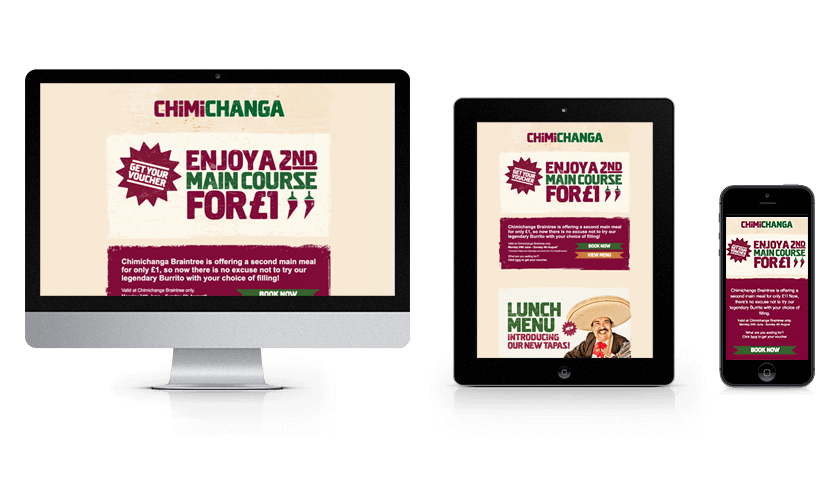 CHiMiCHANGA
GET YOUR
VOUCHER
ENJOY A 2ND
MAIN COURSE
FOR £1
Chimichanga Braintree is offering a second main meal
for only £1, so now there is no excuse not to try our
legendary Burrito with your choice of filling!
Valid at Chimichanga Braintree only.
BOOK NOW
CHiMiCHANGA
GET YOUR
VOUCHER
ENJOY A 2ND
MAIN COURSE
FOR £1
Chimichanga Braintree is offering a second main meal
for only £1, so now there is no excuse not to try our
legendary Burrito with your choice of filling!
Valid at Chimichanga Braintree only.
BOOK NOW
What are you waiting for?
Click here to get your voucher
VIEW MENU
LUNCH
MENU
INTRODUCING
OUR NEW TAPAS!
CHiMiCHANGA
GET YOUR
VOUCHER
ENJOY A 2ND
MAIN COURSE
FOR £1
Chimichanga Braintree is offering a
second main meal for only £1! Now,
there's no excuse not to try our
legendary Burrito with your choice of
filling.
Valid at Chimichanga Braintree only.
Monday 24th June - Sunday 4th August
What are you waiting for?
Click here to get your voucher
BOOK NOW